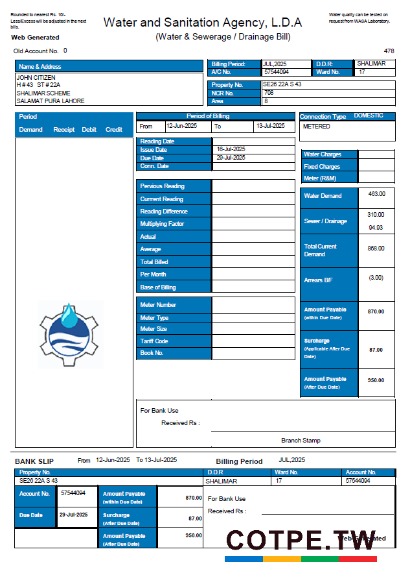 Rounded to nearest Rs. 10/-
Less/Excess will be adjusted in the next
bills.
Web Generated
Old Account No. 0
Water and Sanitation Agency, L.D.A
(Water & Sewerage / Drainage Bill)
Water quality can be tested on
request from WASA Laboratory.
478
Name & Address
JOHN CITIZEN
H # 43 ST # 22A
SHALIMAR SCHEME
SALAMAT PURA LAHORE
Billing Period: JUL,2025 D.D.R: SHALIMAR
A/C No. 57544094 Ward No. 17
Property No. SE26 22A S 43
NCR No. 708
Area 8
Period
Demand Receipt Debit Credit
Period of Billing
From 12-Jun-2025 To 13-Jul-2025
Reading Date
Issue Date 18-Jul-2025
Due Date 29-Jul-2025
Conn. Date
Pervious Reading
Current Reading
Reading Difference
Multiplying Factor
Actual
Average
Total Billed
Per Month
Base of Billing
Meter Number
Meter Type
Meter Size
Tariff Code
Book No.
Connection Type DOMESTIC
METERED
Water Charges
Fixed Charges
Meter (R&M)
Water Demand 463.00
Sewer / Drainage 310.00
94.93
Total Current
Demand 868.00
Arrears B/F (3.00)
Amount Payable
(within Due Date) 870.00
Surcharge
(Applicable After Due
Date) 87.00
Amount Payable
(After Due Date) 950.00
For Bank Use
Received Rs :
Branch Stamp
BANK SLIP From 12-Jun-2025 To 13-Jul-2025 Billing Period JUL,2025
Property No. D.D.R Ward No. Account No.
SE26 22A S 43 SHALIMAR 17 57544094
Account No. 57544094 Amount Payable
(within Due Date) 870.00
Due Date 29-Jul-2025 Surcharge
(After Due Date) 87.00
Amount Payable
(After Due Date) 950.00
For Bank Use
Received Rs :
Web Generated
COTPE.TW